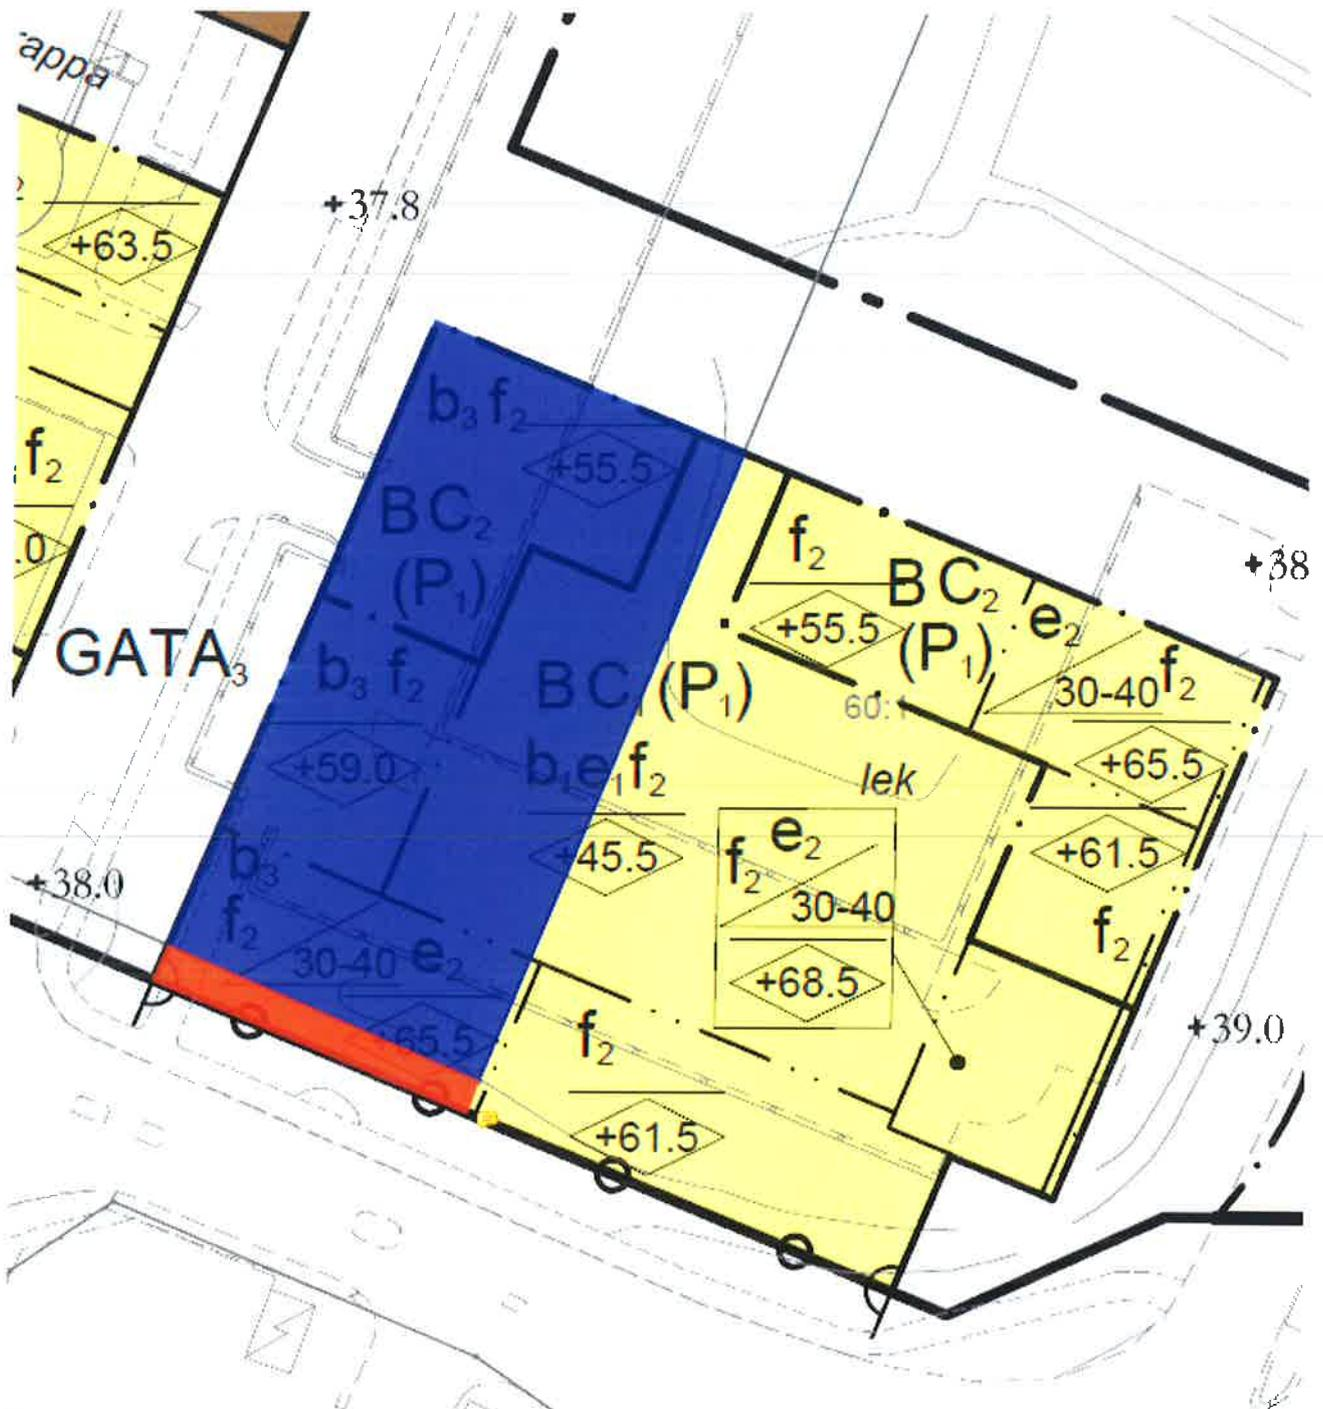 +37.8
+63.5
b₃ f₂
+55.5
f₂
BC₂
(P₁)
f₂
BC₂
(P₁)
+38
e₂
+55.5
GATA₃
b₃ f₂
BC₁(P₁)
60:1
30-40
f₂
+59.0
b₁e₁f₂
lek
+65.5
+45.5
e₂
f₂
30-40
+61.5
b₃
f₂
+38.0
30-40
e₂
+68.5
f₂
+65.5
f₂
+39.0
+61.5